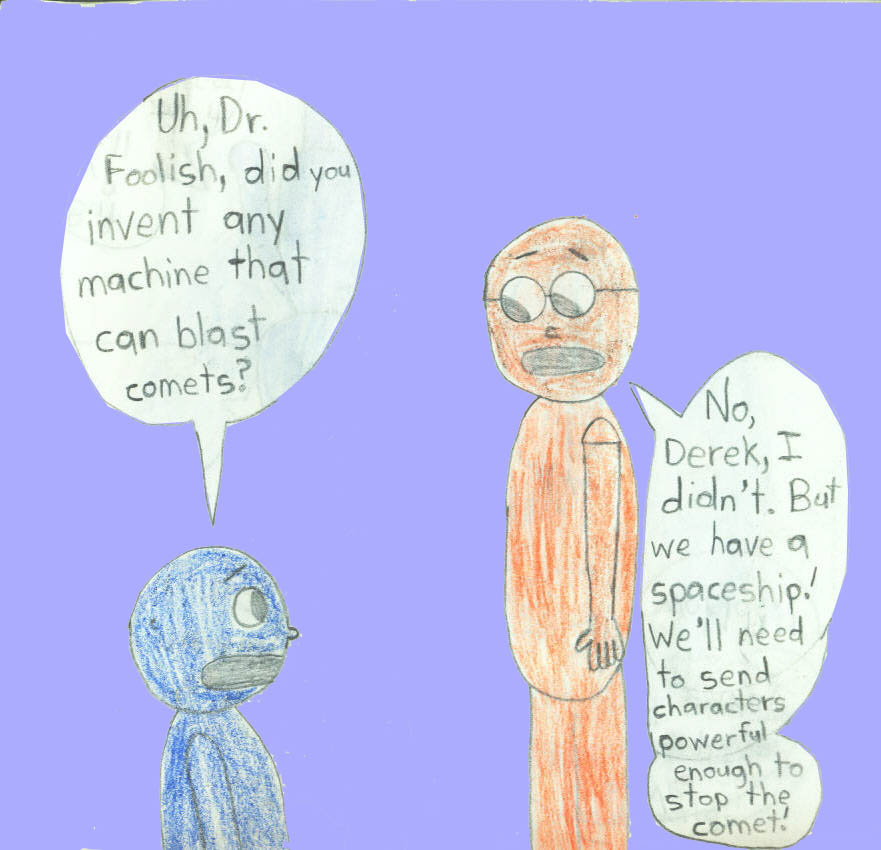 Uh, Dr.
Foolish, did you
invent any
machine that
can blast
comets?
No,
Derek, I
didn't. But
we have a
spaceship!
We'll need
to send
characters
powerful
enough to
stop the
comet!